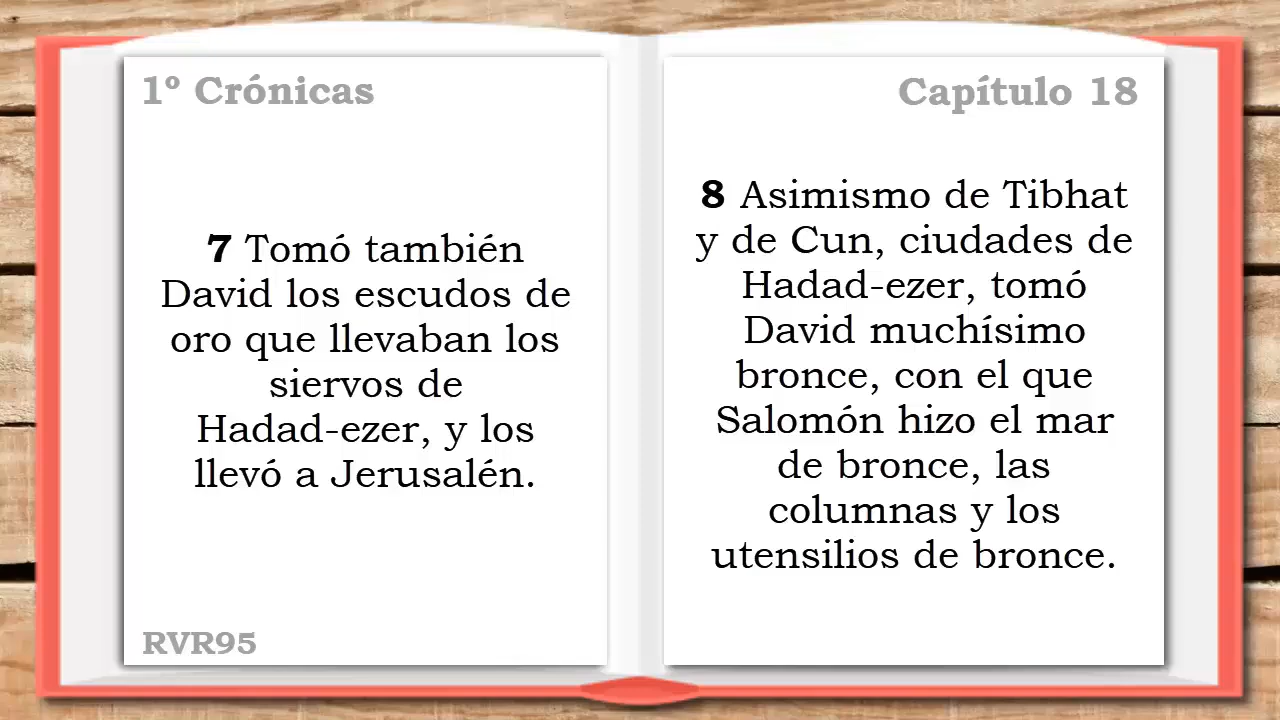 1º Crónicas
7 Tomó también
David los escudos de
oro que llevaban los
siervos de
Hadad-ezer, y los
llevó a Jerusalén.
RVR95
Capítulo 18
8 Asimismo de Tibhat
y de Cun, ciudades de
Hadad-ezer, tomó
David muchísimo
bronce, con el que
Salomón hizo el mar
de bronce, las
columnas y los
utensilios de bronce.